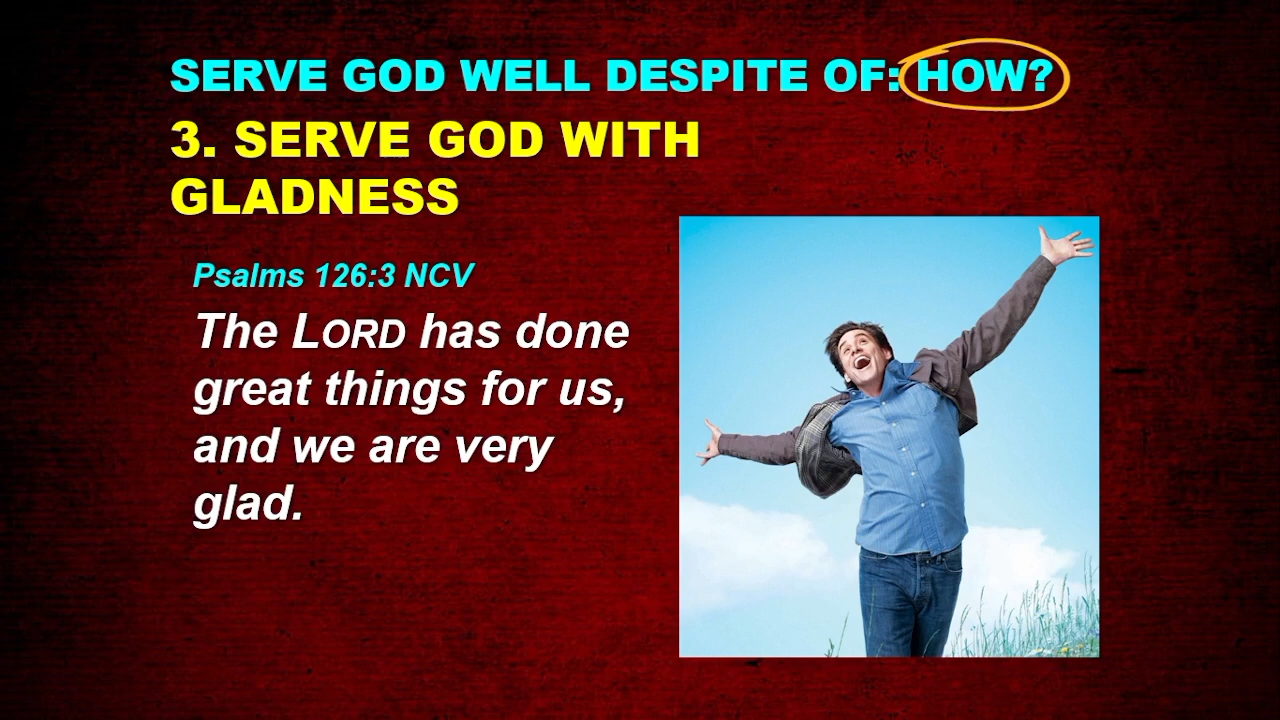 SERVE GOD WELL DESPITE OF: HOW?
3. SERVE GOD WITH
GLADNESS
Psalms 126:3 NCV
The LORD has done
great things for us,
and we are very
glad.